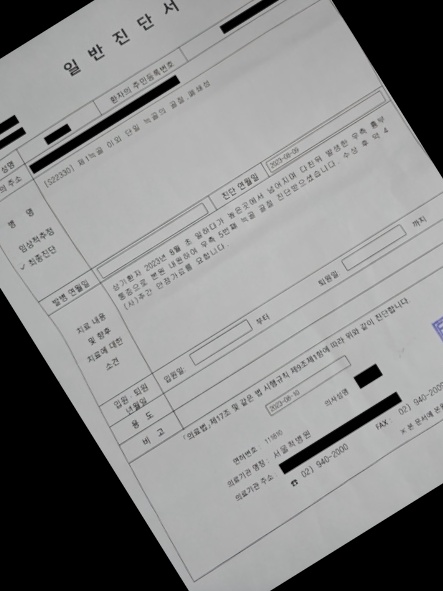 일 반 진 단 서
환자의 주민등록번호
성명
의 주소
[S22330] 제1늑골 이외 단일 늑골의 골절 폐쇄성
병 명
임상적추정
✓ 최종진단
발병 연월일
진단 연월일
2023-08-09
상기환자 2023년 8월 초 일하다가 높은곳에서 넘어지며 다친뒤 발생한 우측 흉부
통증으로 본원 내원하여 우측 5번째 늑골 골절 진단받으셨습니다. 수상 후 약 4
(사)주간 안정가료를 요합니다.
치료 내용
및 향후
치료에 대한
소견
입원 퇴원
년월일
입원일:
부터
퇴원일
까지
용 도
비 고
「의료법」제17조 및 같은 법 시행규칙 제9조제1항에 따라 위와 같이 진단합니다.
2023-08-10
면허번호 : 111810
의사성명
의료기관 명칭 : 서울척병원
의료기관 주소
☎ 02) 940-2000
FAX 02) 940-200
※ 본 문서에 본